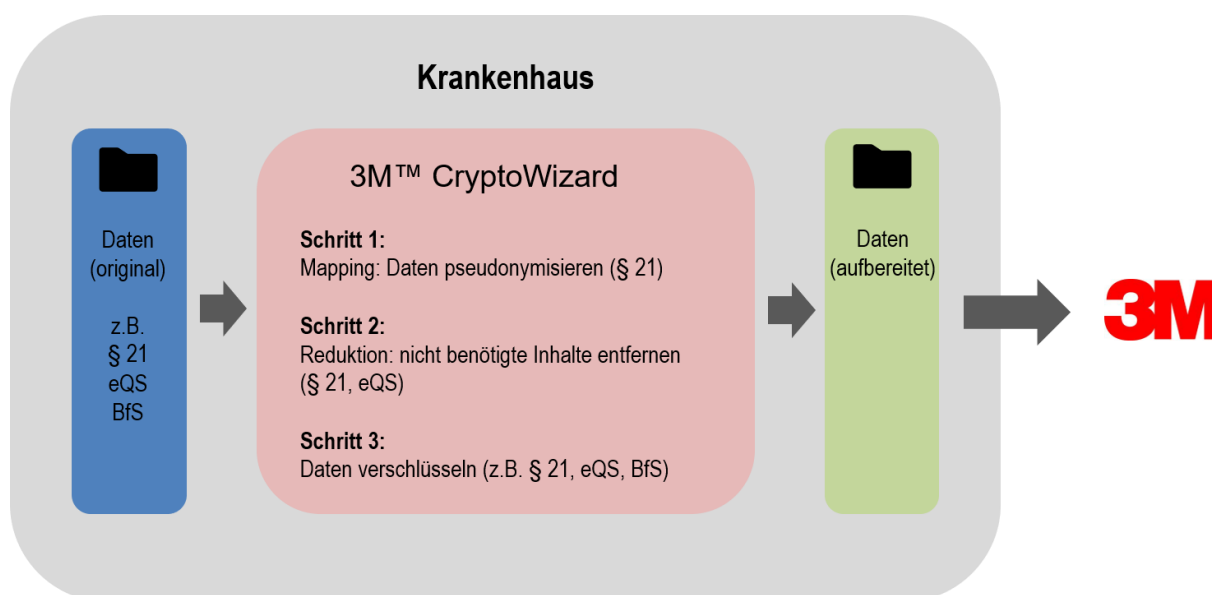 Krankenhaus
Daten
(original)
z.B.
§ 21
eQS
BfS
3M™ CryptoWizard
Schritt 1:
Mapping: Daten pseudonymisieren (§ 21)
Schritt 2:
Reduktion: nicht benötigte Inhalte entfernen
(§ 21, eQS)
Schritt 3:
Daten verschlüsseln (z.B. § 21, eQS, BfS)
Daten
(aufbereitet)
3M